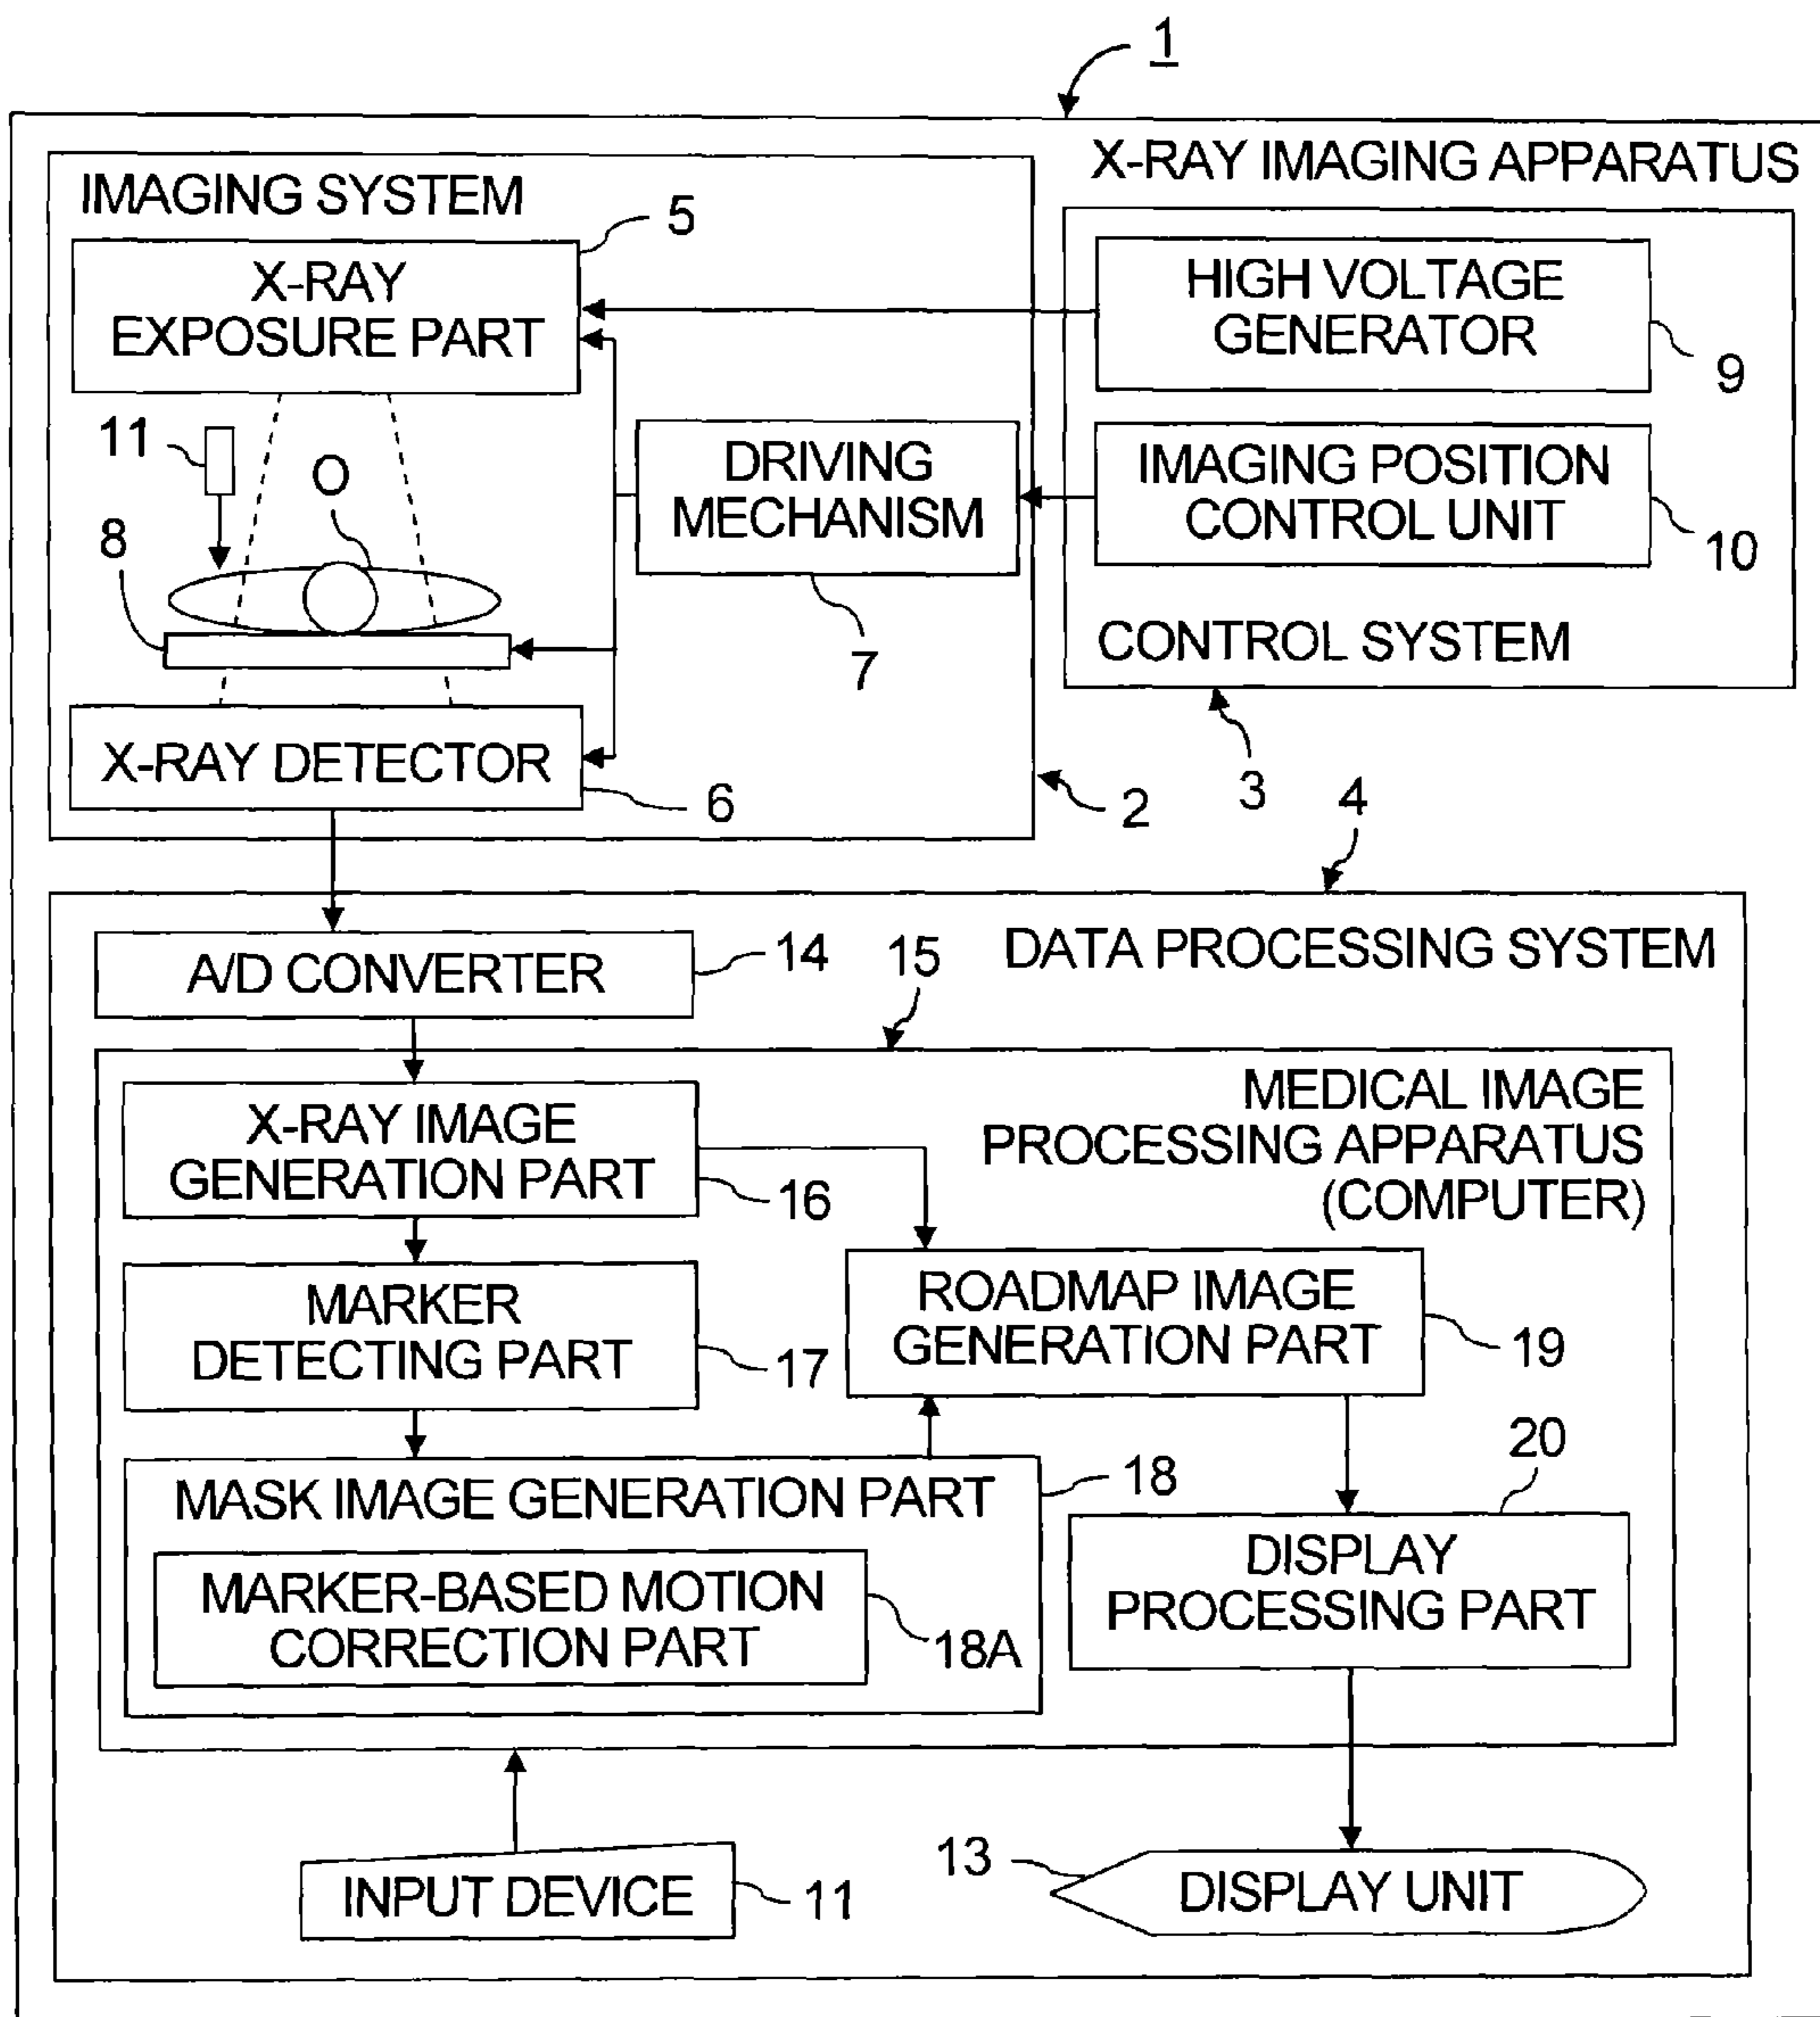 1
X-RAY IMAGING APPARATUS
IMAGING SYSTEM
5
X-RAY
EXPOSURE PART
HIGH VOLTAGE
GENERATOR
9
11
O
8
DRIVING
MECHANISM
7
IMAGING POSITION
CONTROL UNIT
10
CONTROL SYSTEM
3
X-RAY DETECTOR
6
2
4
DATA PROCESSING SYSTEM
A/D CONVERTER
14
15
MEDICAL IMAGE
PROCESSING APPARATUS
(COMPUTER)
X-RAY IMAGE
GENERATION PART
16
MARKER
DETECTING PART
17
ROADMAP IMAGE
GENERATION PART
19
MASK IMAGE GENERATION PART
18
MARKER-BASED MOTION
CORRECTION PART
18A
20
DISPLAY
PROCESSING PART
INPUT DEVICE
11
13
DISPLAY UNIT